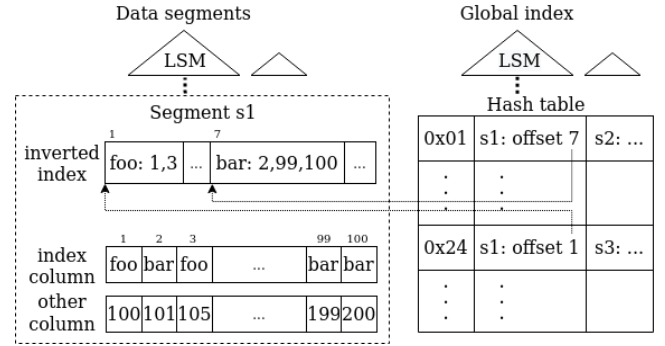 Data segments
Global index
LSM
LSM
Segment s1
Hash table
1 7
inverted index
foo: 1,3 ... bar: 2,99,100 ...
0x01 s1: offset 7 s2: ...
. .
. .
. .
0x24 s1: offset 1 s3: ...
. .
. .
. .
1 2 3 99 100
index column
foo bar foo ... bar bar
other column
100 101 105 ... 199 200